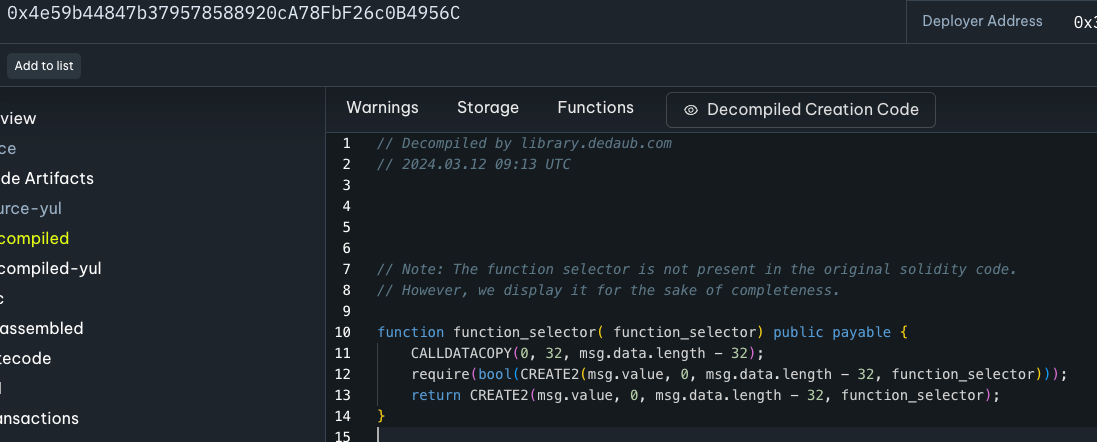 0x4e59b44847b379578588920cA78FbF26c0B4956C
Deployer Address 0x3
Add to list
Warnings Storage Functions Decompiled Creation Code
view
ce
de Artifacts
urce-yul
compiled
compiled-yul
c
assembled
tecode
l
ansactions
1 // Decompiled by library.dedaub.com
2 // 2024.03.12 09:13 UTC
3
4
5
6
7 // Note: The function selector is not present in the original solidity code.
8 // However, we display it for the sake of completeness.
9
10 function function_selector( function_selector) public payable {
11 CALLDATACOPY(0, 32, msg.data.length - 32);
12 require(bool(CREATE2(msg.value, 0, msg.data.length - 32, function_selector)));
13 return CREATE2(msg.value, 0, msg.data.length - 32, function_selector);
14 }
15